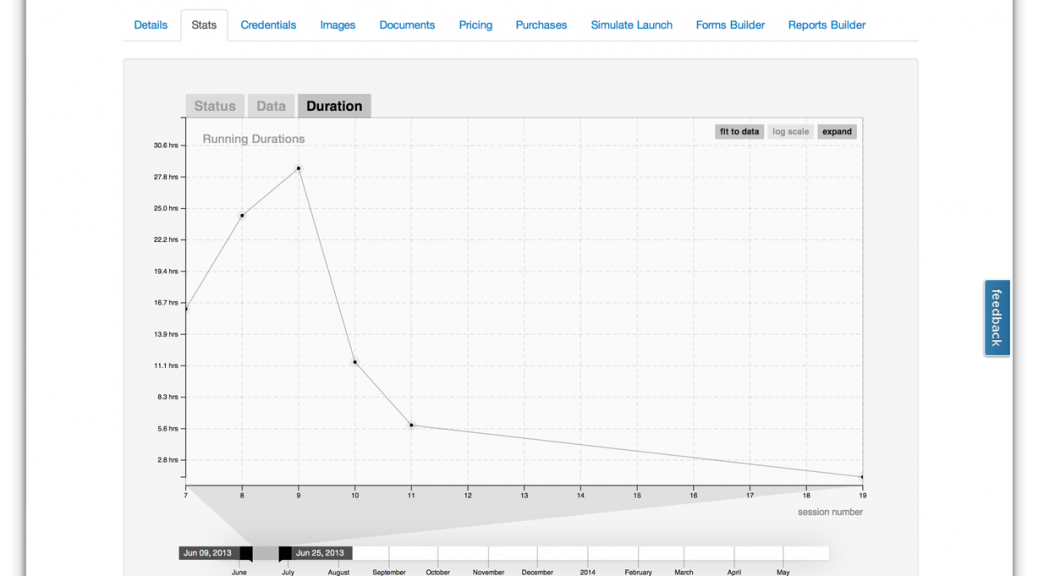 Details Stats Credentials Images Documents Pricing Purchases Simulate Launch Forms Builder Reports Builder
Status Data Duration
Running Durations
fit to data log scale expand
30.6 hrs
27.8 hrs
25.0 hrs
22.2 hrs
19.4 hrs
16.7 hrs
13.9 hrs
11.1 hrs
8.3 hrs
5.6 hrs
2.8 hrs
7 8 9 10 11 12 13 14 15 16 17 18 19
session number
Jun 09, 2013 Jun 25, 2013
June July August September October November December 2014 February March April May
feedback